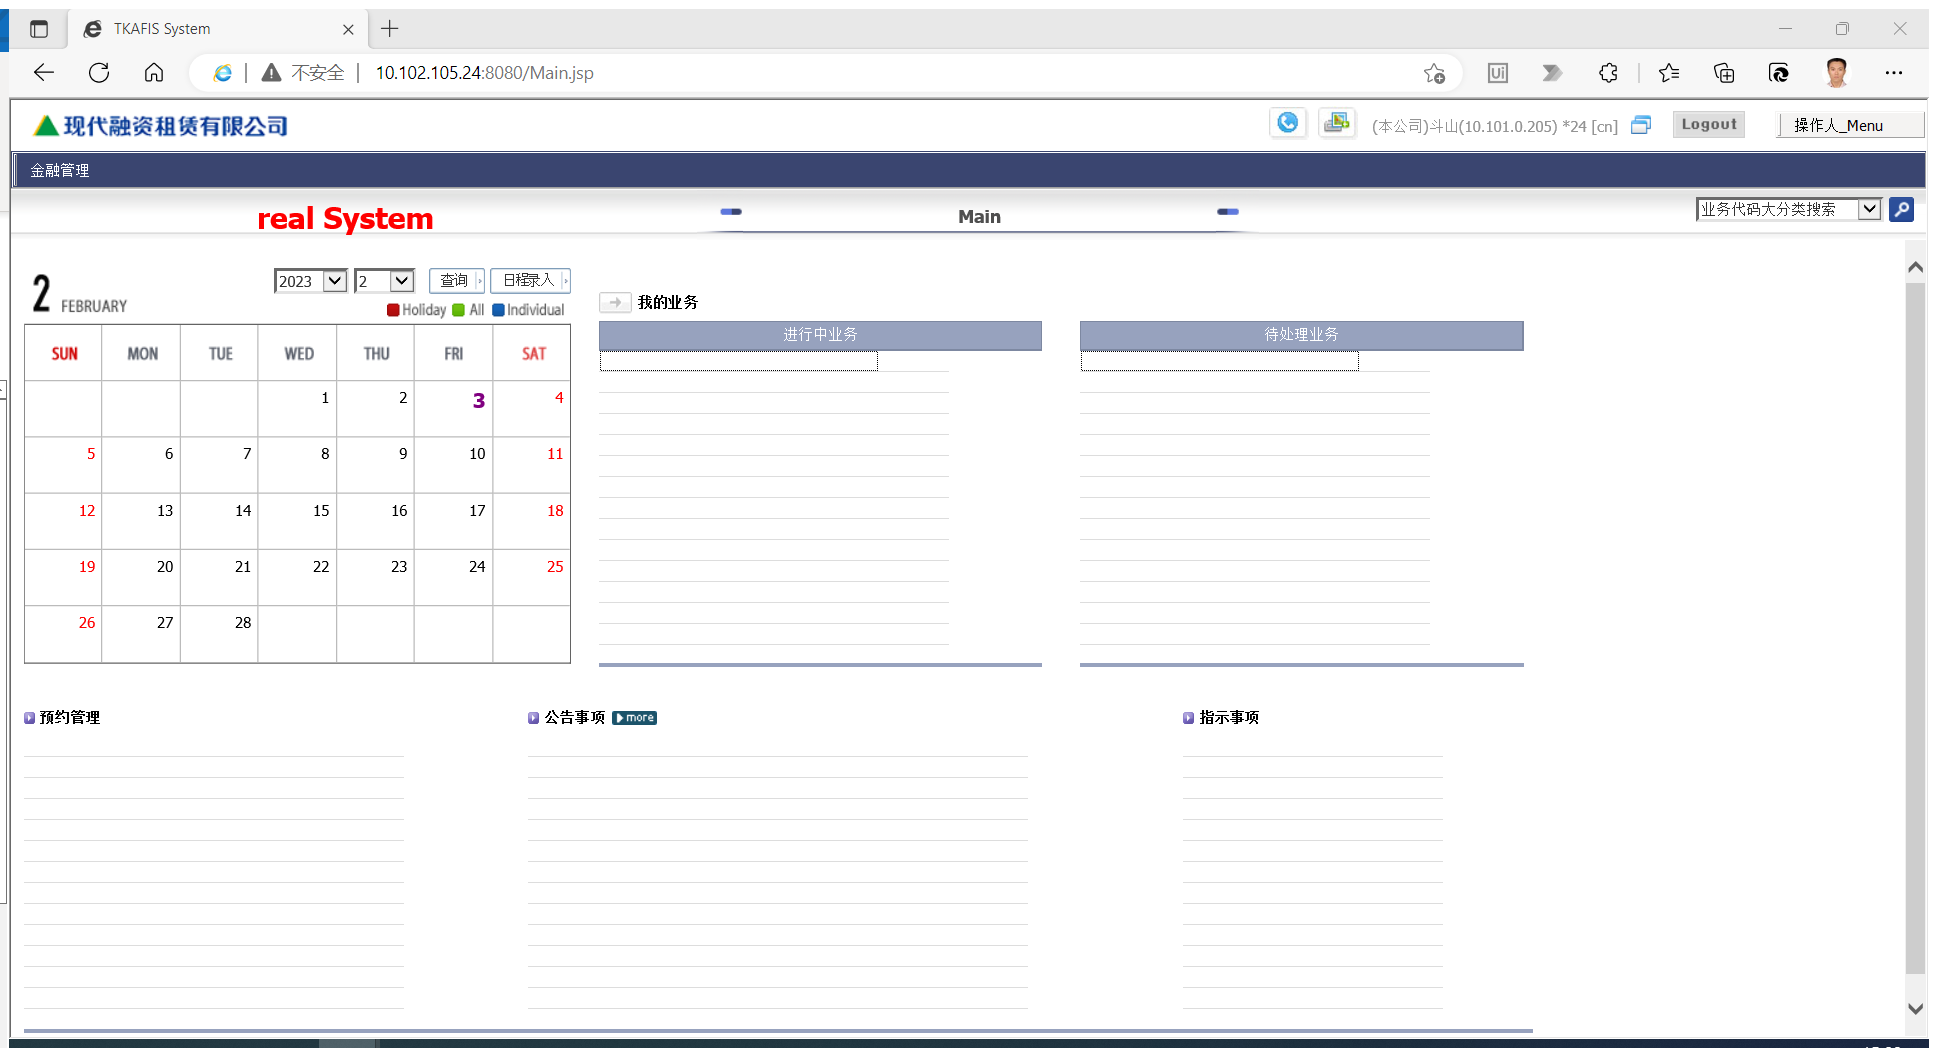 TKAFIS System
不安全 10.102.105.24:8080/Main.jsp
现代融资租赁有限公司 (本公司)斗山(10.101.0.205) *24 [cn] Logout 操作人_Menu
金融管理
real System Main 业务代码大分类搜索
2 FEBRUARY 2023 2 查询 日程录入
Holiday All Individual
我的业务
进行中业务 待处理业务
SUN MON TUE WED THU FRI SAT
1 2 3 4
5 6 7 8 9 10 11
12 13 14 15 16 17 18
19 20 21 22 23 24 25
26 27 28
预约管理 公告事项 more 指示事项